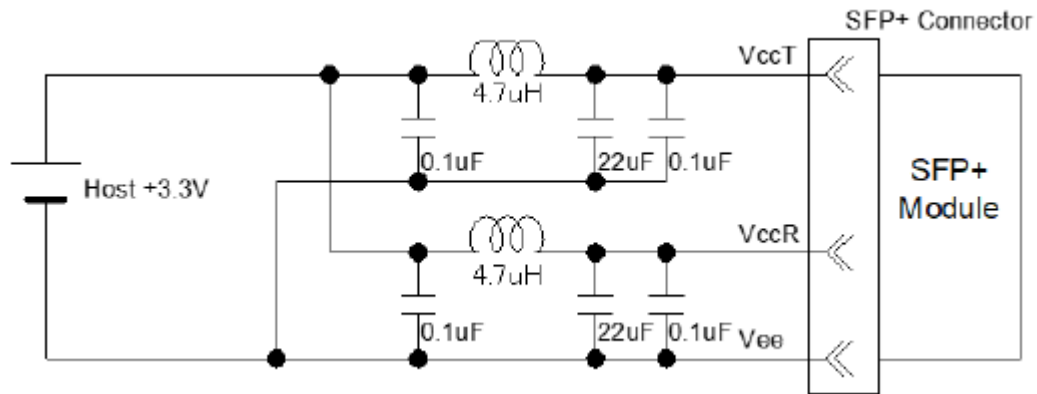 SFP+ Connector
VccT
4.7uH
0.1uF
22uF
0.1uF
Host +3.3V
SFP+
Module
VccR
4.7uH
0.1uF
22uF
0.1uF
Vee